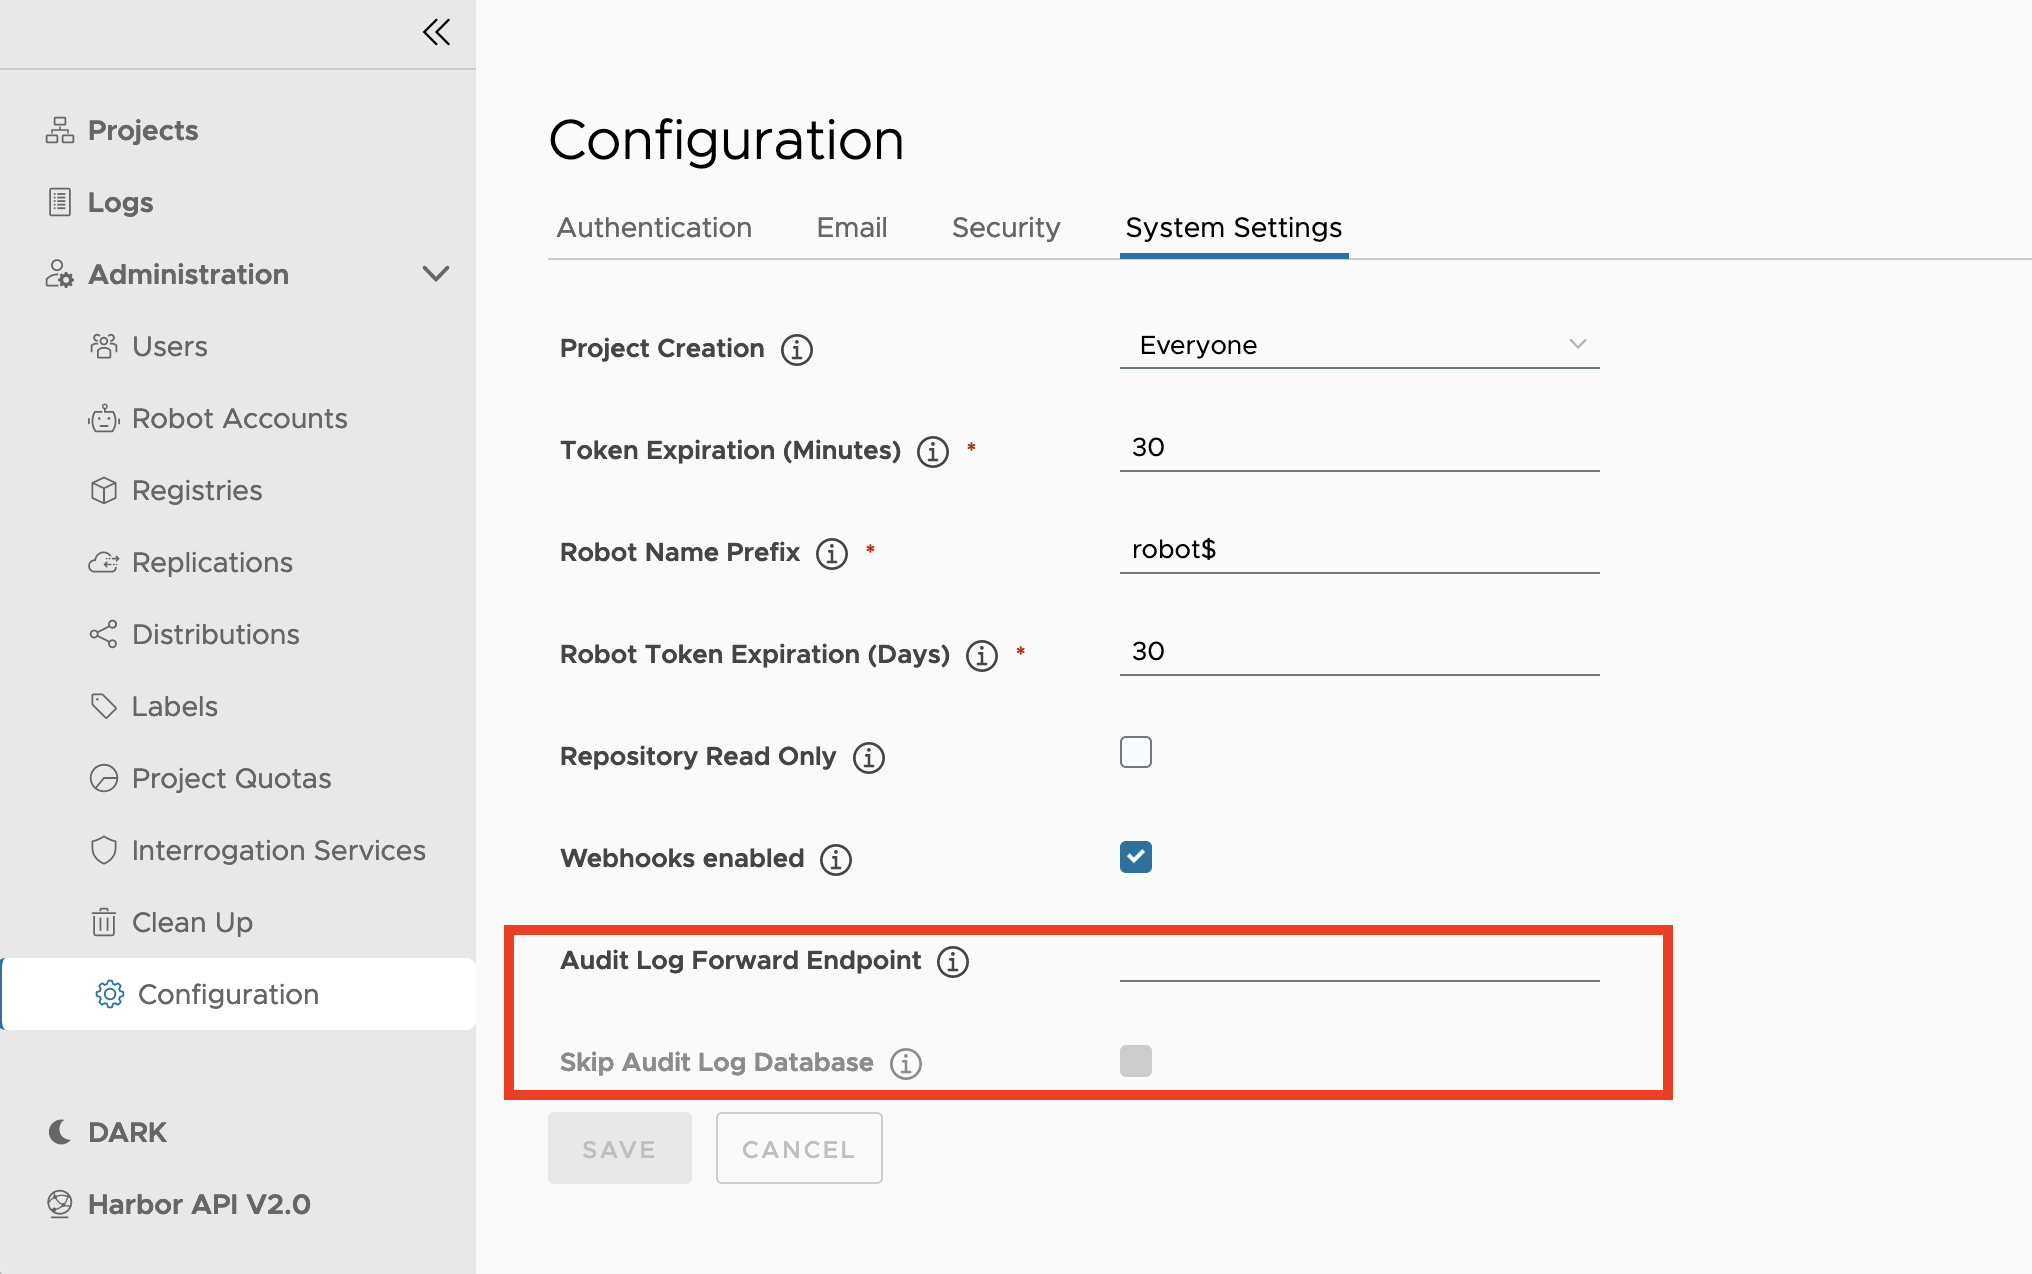 Projects
Logs
Administration
Users
Robot Accounts
Registries
Replications
Distributions
Labels
Project Quotas
Interrogation Services
Clean Up
Configuration
DARK
Harbor API V2.0
Configuration
Authentication Email Security System Settings
Project Creation Everyone
Token Expiration (Minutes) * 30
Robot Name Prefix * robot$
Robot Token Expiration (Days) * 30
Repository Read Only
Webhooks enabled
Audit Log Forward Endpoint
Skip Audit Log Database
SAVE CANCEL